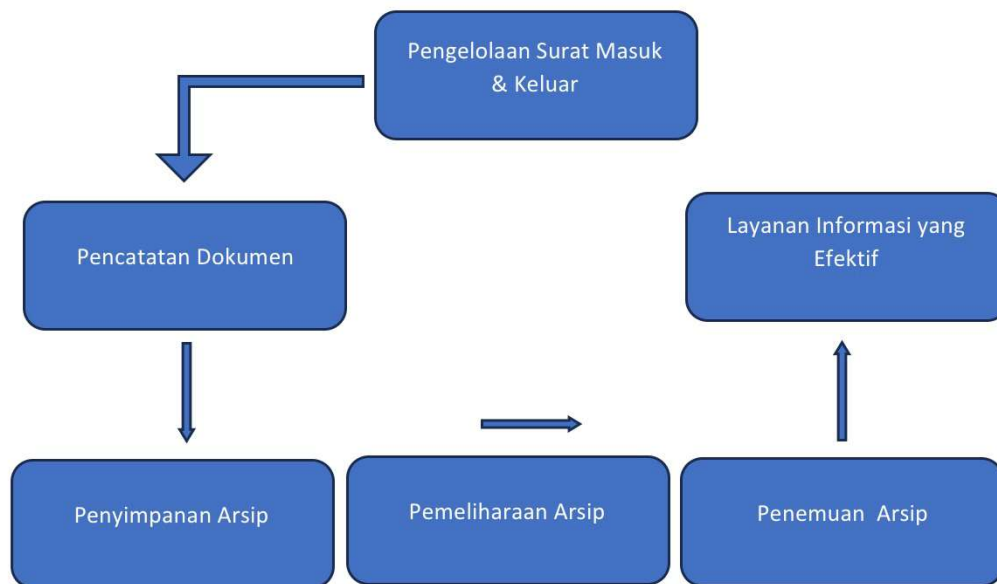 Pengelolaan Surat Masuk
& Keluar
Pencatatan Dokumen
Layanan Informasi yang
Efektif
Penyimpanan Arsip
Pemeliharaan Arsip
Penemuan  Arsip